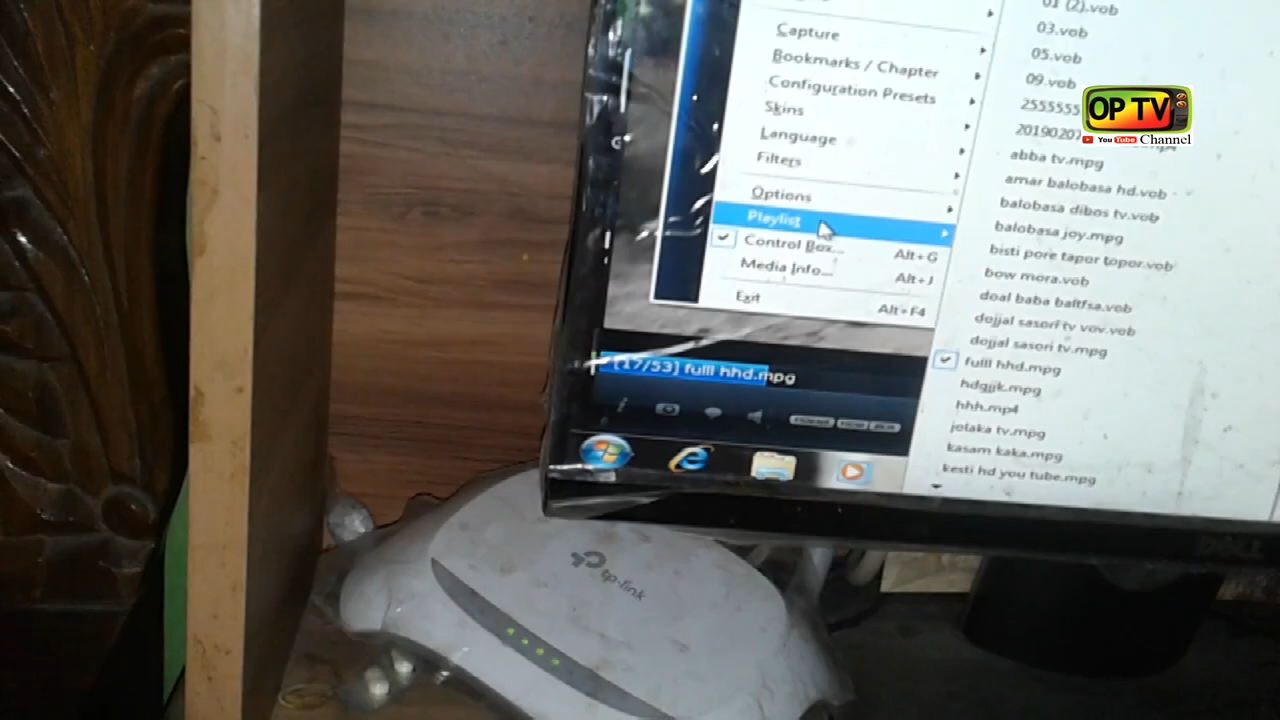 Capture
Bookmarks / Chapter
Configuration Presets
Skins
Language
Filters
Options
Playlist
Control Box...
Alt+G
Media Info...
Alt+J
Exit
Alt+F4
01 (2).vob
03.vob
05.vob
09.vob
2555555
20190207
abba tv.mpg
amar balobasa hd.vob
balobasa dibos tv.vob
balobasa joy.mpg
bisti pore tapor topor.vob
bow mora.vob
doal baba baltfsa.vob
dojjal sasori tv vov.vob
dojjal sasori tv.mpg
fulll hhd.mpg
hdgjjk.mpg
hhh.mp4
jolaka tv.mpg
kasam kaka.mpg
kesti hd you tube.mpg
[17/53] fulll hhd.mpg
OP TV
YouTube Channel
DELL
tp-link